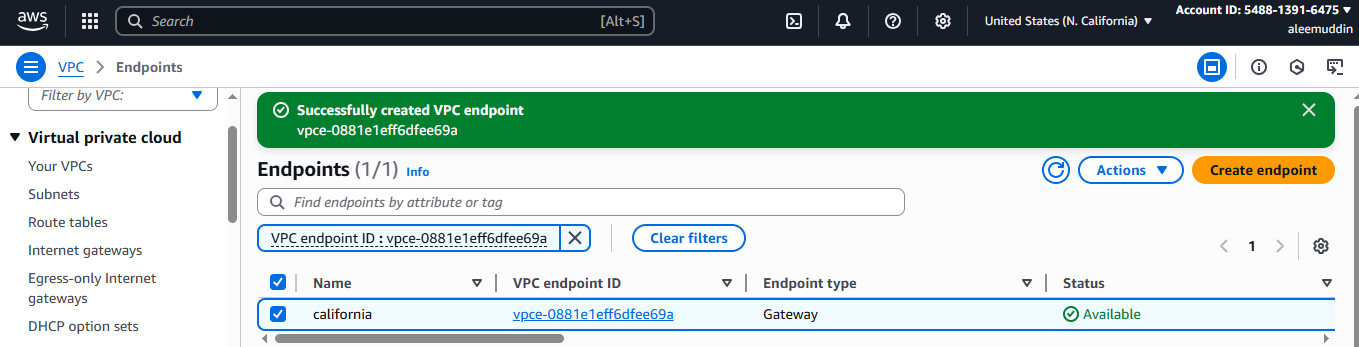 aws
Search [Alt+S]
United States (N. California)
Account ID: 5488-1391-6475
aleemuddin
VPC > Endpoints
Filter by VPC:
Virtual private cloud
Your VPCs
Subnets
Route tables
Internet gateways
Egress-only Internet
gateways
DHCP option sets
Successfully created VPC endpoint
vpce-0881e1eff6dfee69a
Endpoints (1/1) Info
Actions
Create endpoint
Find endpoints by attribute or tag
VPC endpoint ID : vpce-0881e1eff6dfee69a
Clear filters
1
Name VPC endpoint ID Endpoint type Status
california vpce-0881e1eff6dfee69a Gateway Available